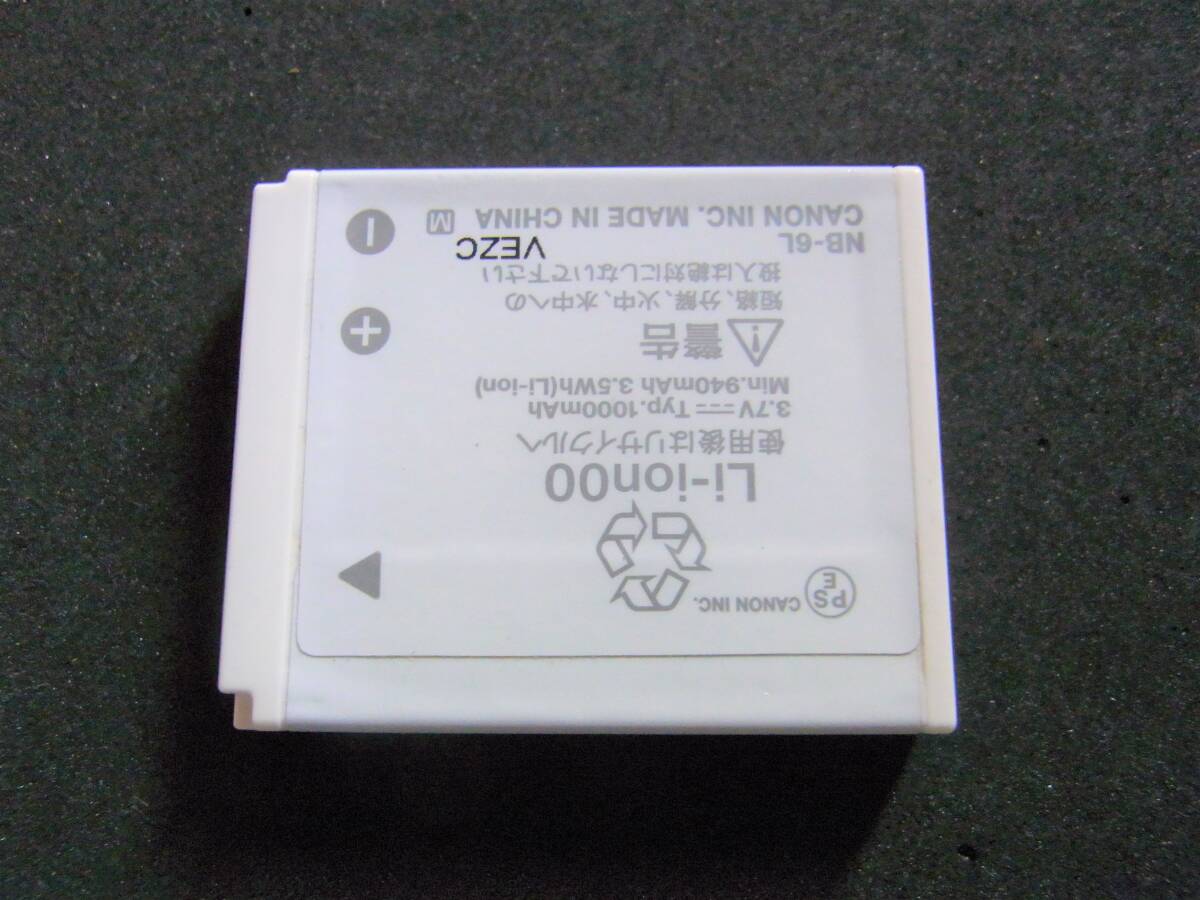 PS
E
CANON INC.
Li-ion00
使用後はリサイクルへ
3.7V⎓Typ.1000mAh
Min.940mAh 3.5Wh(Li-ion)
警告
短絡、分解、火中、水中への
投入は絶対にしないで下さい
NB-6L
VEZC
CANON INC. MADE IN CHINA M